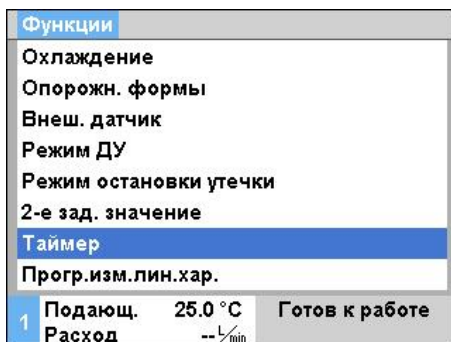 Функции
Охлаждение
Опорожн. формы
Внеш. датчик
Режим ДУ
Режим остановки утечки
2-е зад. значение
Таймер
Прогр.изм.лин.хар.
1 Подающ. 25.0 °C Готов к работе
Расход -- L/min